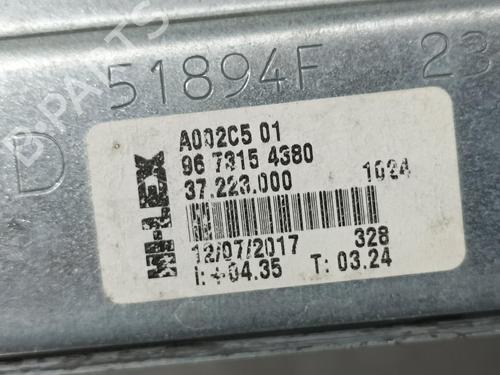 D 51894F 23
B-PARTS
HI-LEX
A002C5 01
96 7315 4380
37.223.000 1024
12/07/2017 328
I: +04.35 T: 03.24